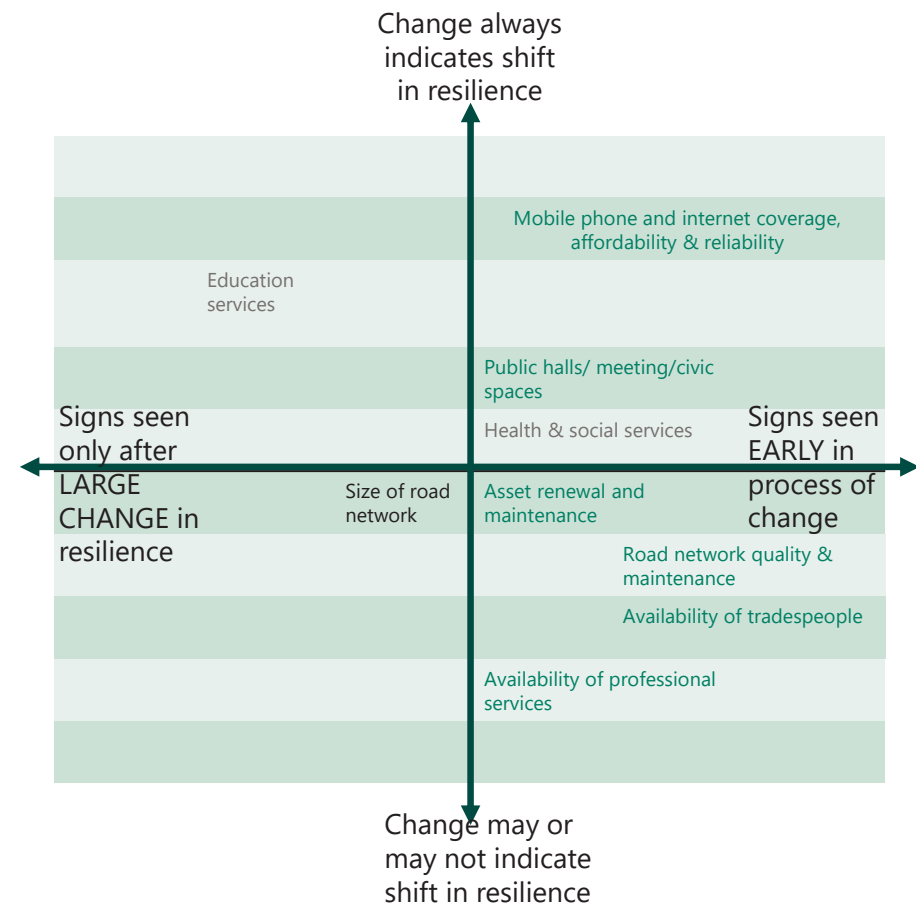 Change always
indicates shift
in resilience
Mobile phone and internet coverage,
affordability & reliability
Education
services
Public halls/ meeting/civic
spaces
Health & social services
Signs seen
only after
LARGE
CHANGE in
resilience
Signs seen
EARLY in
process of
change
Size of road
network
Asset renewal and
maintenance
Road network quality &
maintenance
Availability of tradespeople
Availability of professional
services
Change may or
may not indicate
shift in resilience